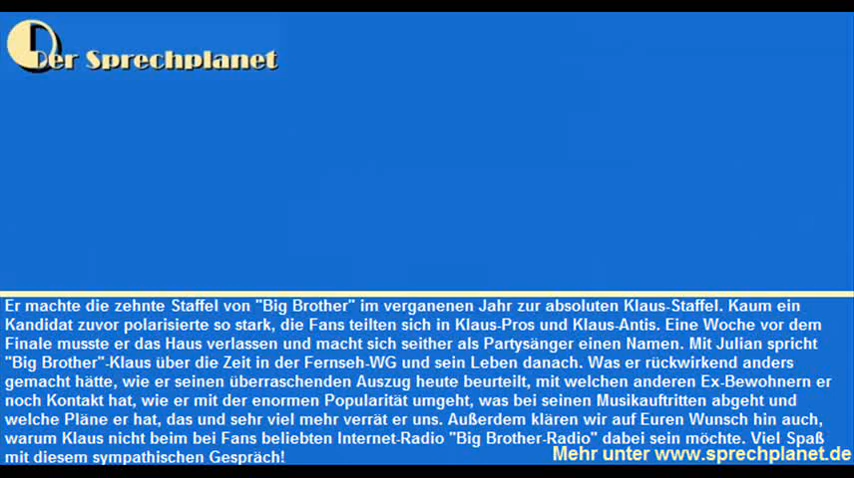 Der Sprechplanet
Er machte die zehnte Staffel von "Big Brother" im verganenen Jahr zur absoluten Klaus-Staffel. Kaum ein
Kandidat zuvor polarisierte so stark, die Fans teilten sich in Klaus-Pros und Klaus-Antis. Eine Woche vor dem
Finale musste er das Haus verlassen und macht sich seither als Partysänger einen Namen. Mit Julian spricht
"Big Brother"-Klaus über die Zeit in der Fernseh-WG und sein Leben danach. Was er rückwirkend anders
gemacht hätte, wie er seinen überraschenden Auszug heute beurteilt, mit welchen anderen Ex-Bewohnern er
noch Kontakt hat, wie er mit der enormen Popularität umgeht, was bei seinen Musikauftritten abgeht und
welche Pläne er hat, das und sehr viel mehr verrät er uns. Außerdem klären wir auf Euren Wunsch hin auch,
warum Klaus nicht beim bei Fans beliebten Internet-Radio "Big Brother-Radio" dabei sein möchte. Viel Spaß
mit diesem sympathischen Gespräch!
Mehr unter www.sprechplanet.de